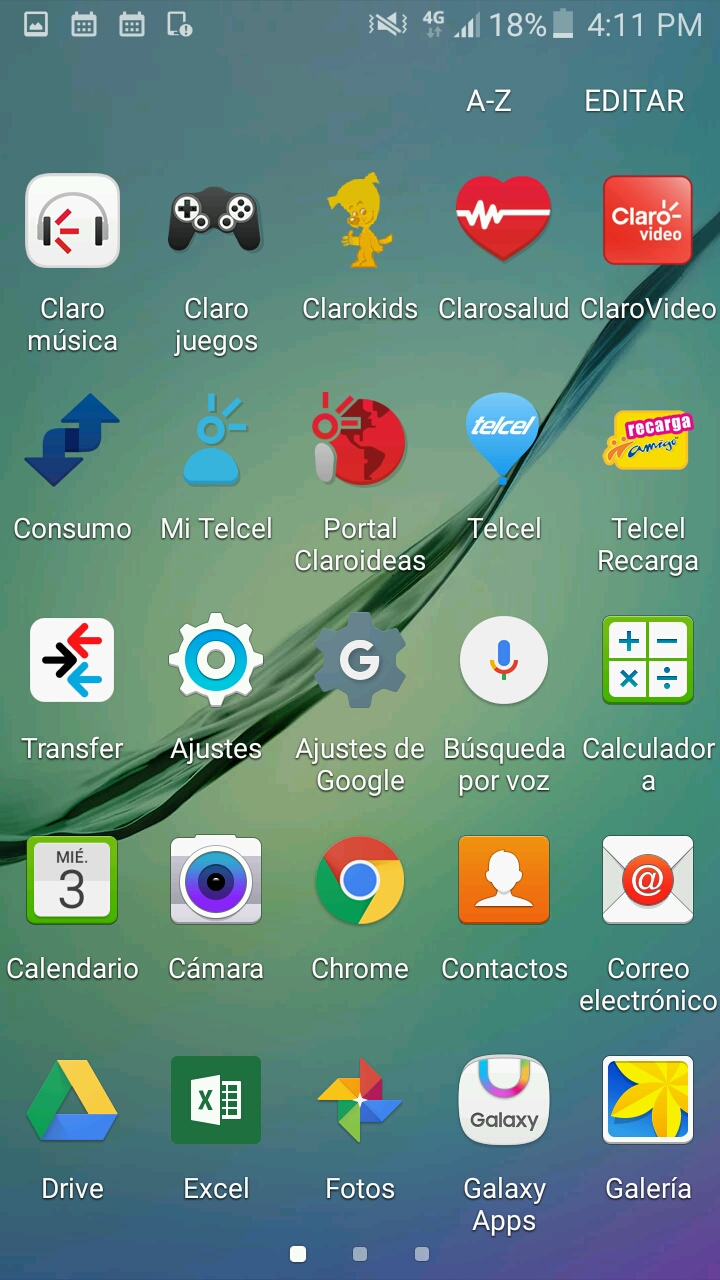 4G 18% 4:11 PM
A-Z EDITAR
Claro video
Claro música
Claro juegos
Clarokids
Clarosalud
ClaroVideo
telcel
recarga amigo
Consumo
Mi Telcel
Portal Claroideas
Telcel
Telcel Recarga
G
Transfer
Ajustes
Ajustes de Google
Búsqueda por voz
Calculadora
MIÉ.
3
@
Calendario
Cámara
Chrome
Contactos
Correo electrónico
X
Galaxy
Drive
Excel
Fotos
Galaxy Apps
Galería